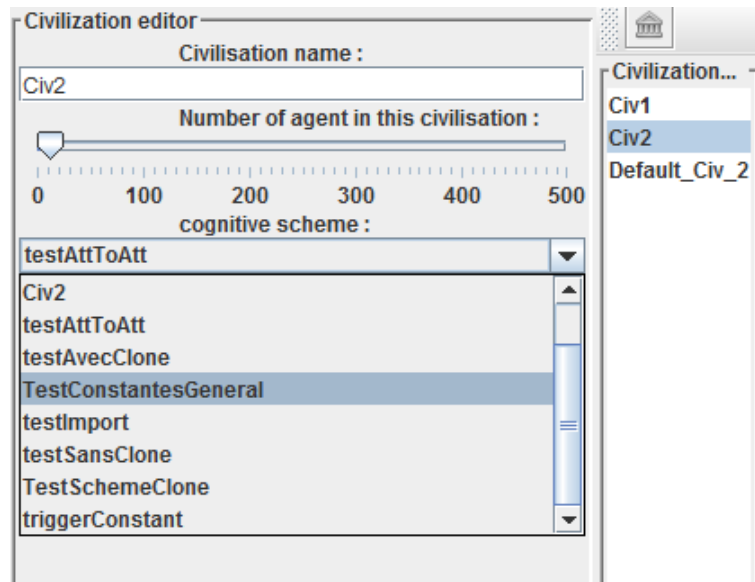 Civilization editor
Civilisation name :
Civ2
Number of agent in this civilisation :
0 100 200 300 400 500
cognitive scheme :
testAttToAtt
Civ2
testAttToAtt
testAvecClone
TestConstantesGeneral
testImport
testSansClone
TestSchemeClone
triggerConstant
Civilization...
Civ1
Civ2
Default_Civ_2